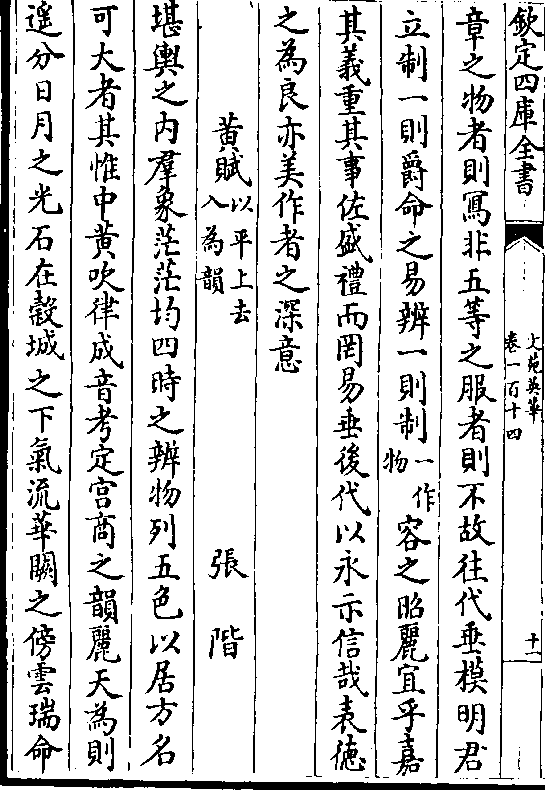 欽定四庫全書
文苑英華
卷一百十四
十一
章之物者則寫非五等之服者則不故往代垂模明君
立制一則爵命之易辨一則制一作物容之昭麗宜乎嘉
其義重其事佐盛禮而罔易垂後代以永示信哉表德
之為良亦美作者之深意
黄賦以平上去入為韻
張階
堪輿之内羣象茫茫均四時之辨物列五色以居方名
可大者其惟中黄吹律成音考定宮商之韻麗天為則
遥分日月之光石在穀城之下氣流華闕之傍雲瑞命